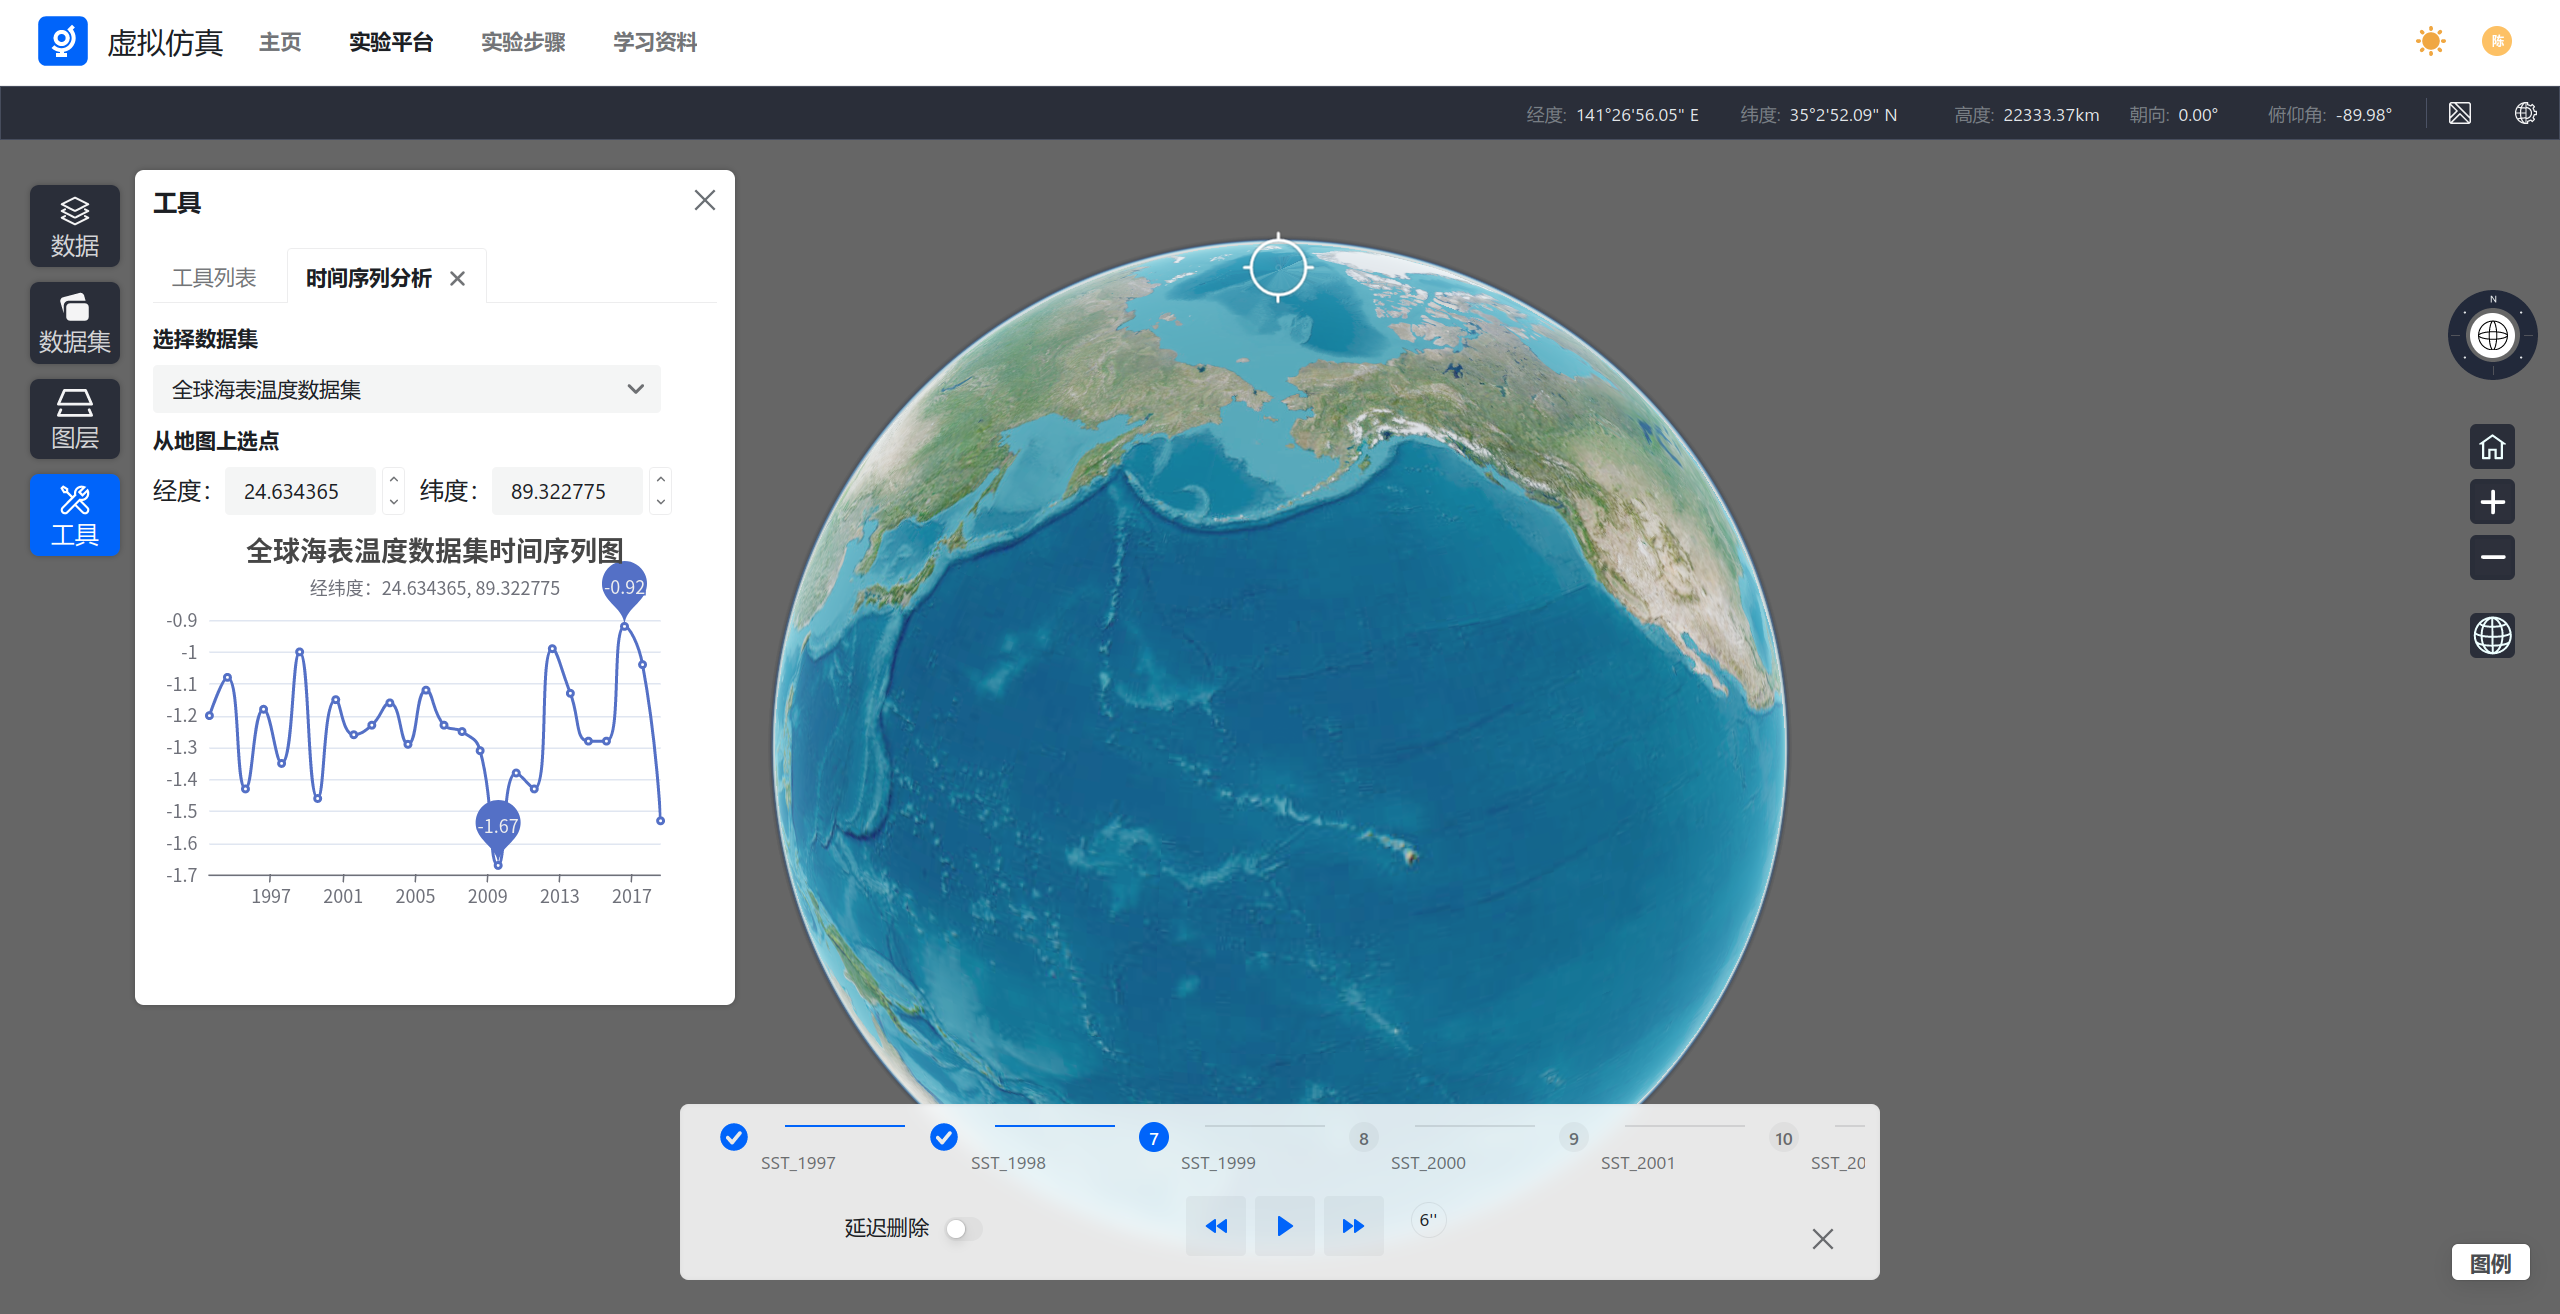 虚拟仿真 主页 实验平台 实验步骤 学习资料 陈
经度: 141°26'56.05" E 纬度: 35°2'52.09" N 高度: 22333.37km 朝向: 0.00° 俯仰角: -89.98°
数据
数据集
图层
工具
工具
工具列表 时间序列分析
选择数据集
全球海表温度数据集
从地图上选点
经度: 24.634365 纬度: 89.322775
全球海表温度数据集时间序列图
经纬度: 24.634365, 89.322775
-0.92
-1.67
-0.9
-1
-1.1
-1.2
-1.3
-1.4
-1.5
-1.6
-1.7
1997 2001 2005 2009 2013 2017
N
7 8 9 10
SST_1997 SST_1998 SST_1999 SST_2000 SST_2001 SST_20
延迟删除 6''
图例